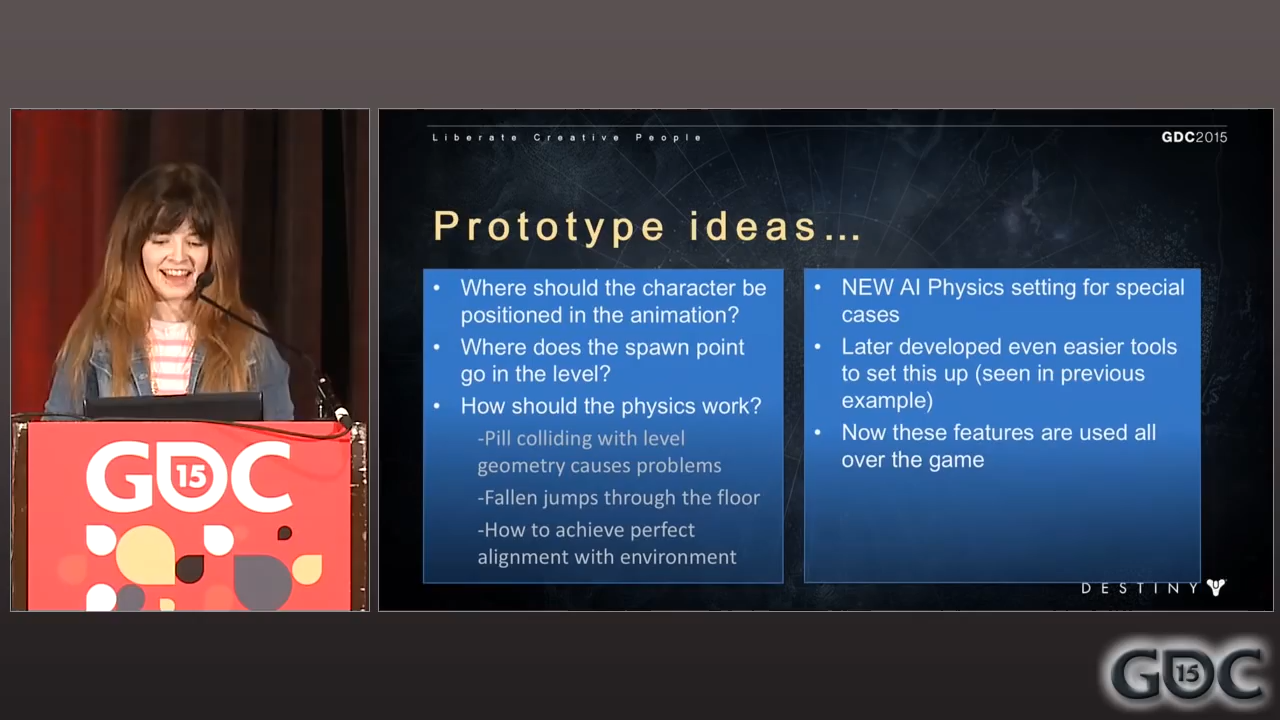 Liberate Creative People
GDC2015
Prototype ideas...
• Where should the character be
positioned in the animation?
• Where does the spawn point
go in the level?
• How should the physics work?
-Pill colliding with level
geometry causes problems
-Fallen jumps through the floor
-How to achieve perfect
alignment with environment
• NEW AI Physics setting for special
cases
• Later developed even easier tools
to set this up (seen in previous
example)
• Now these features are used all
over the game
DESTINY
GDC
15
GDC
15